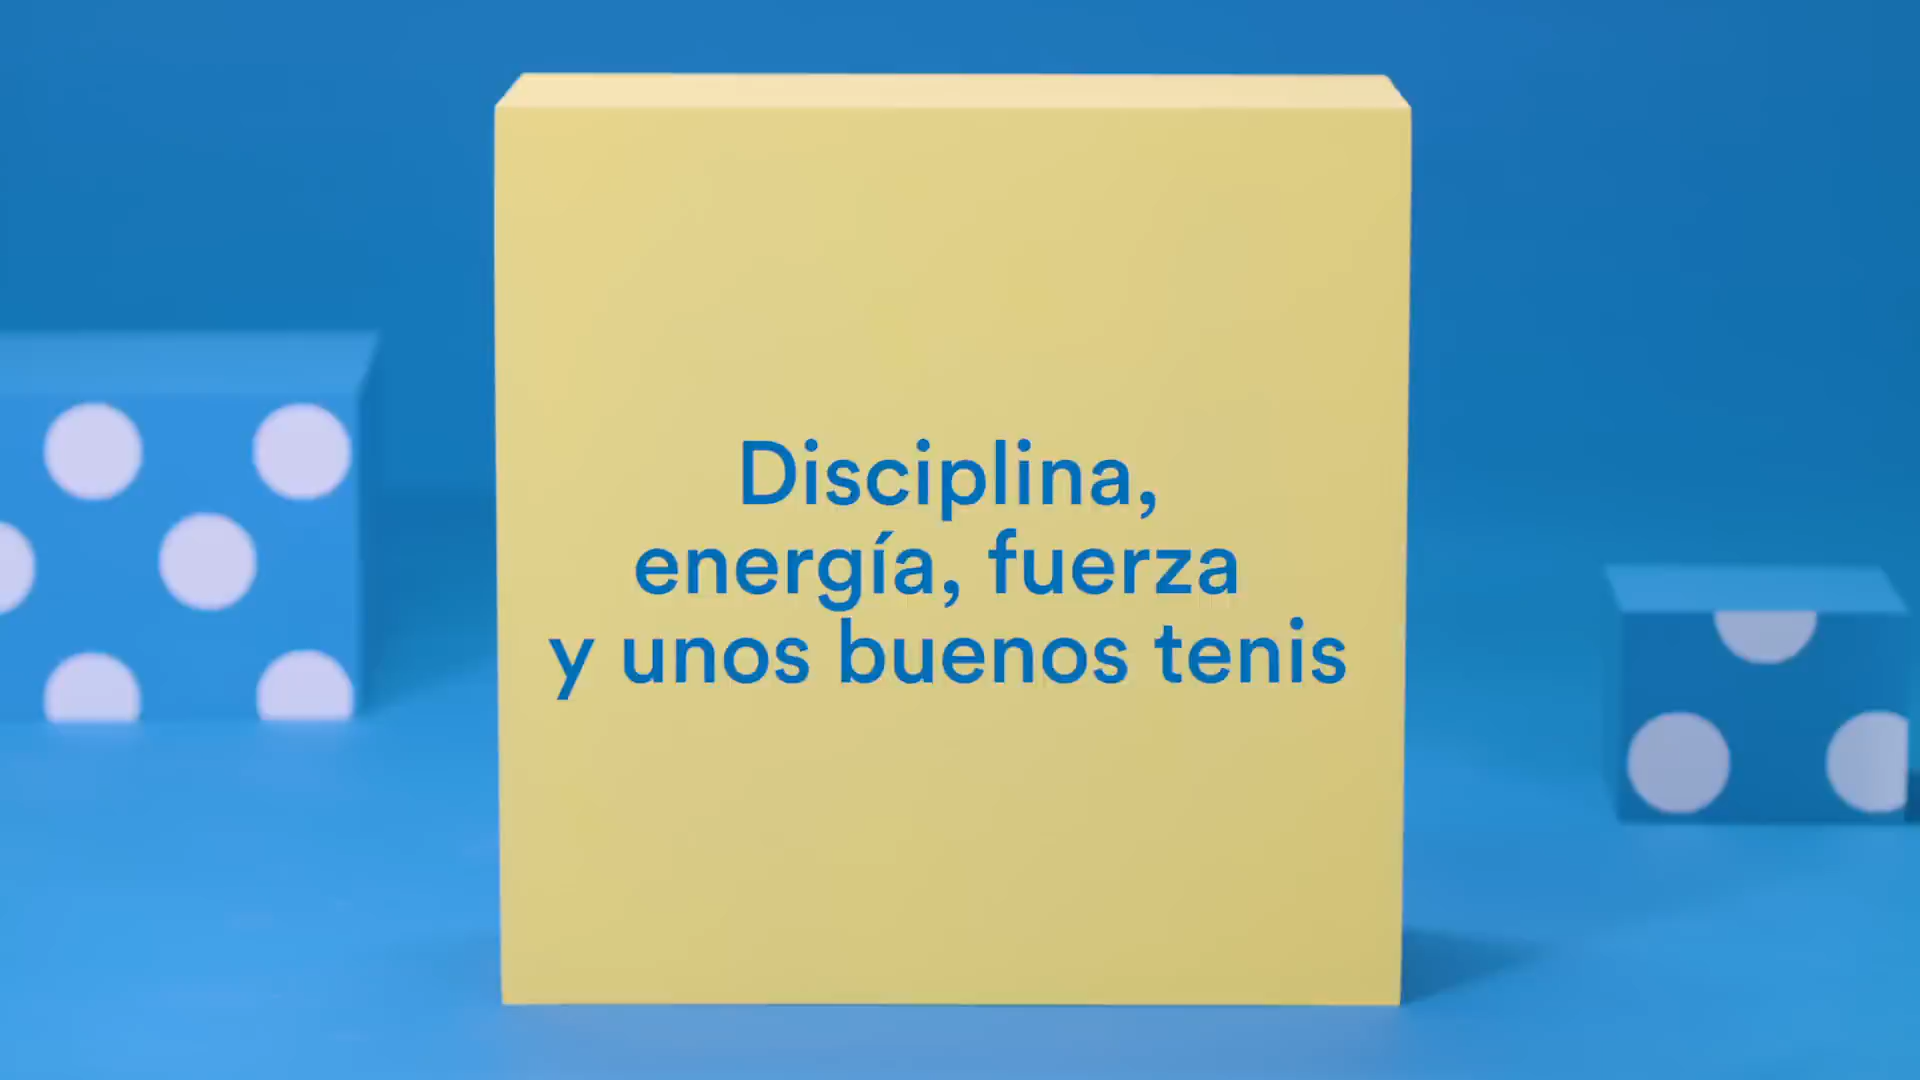 Disciplina,
energía, fuerza
y unos buenos tenis